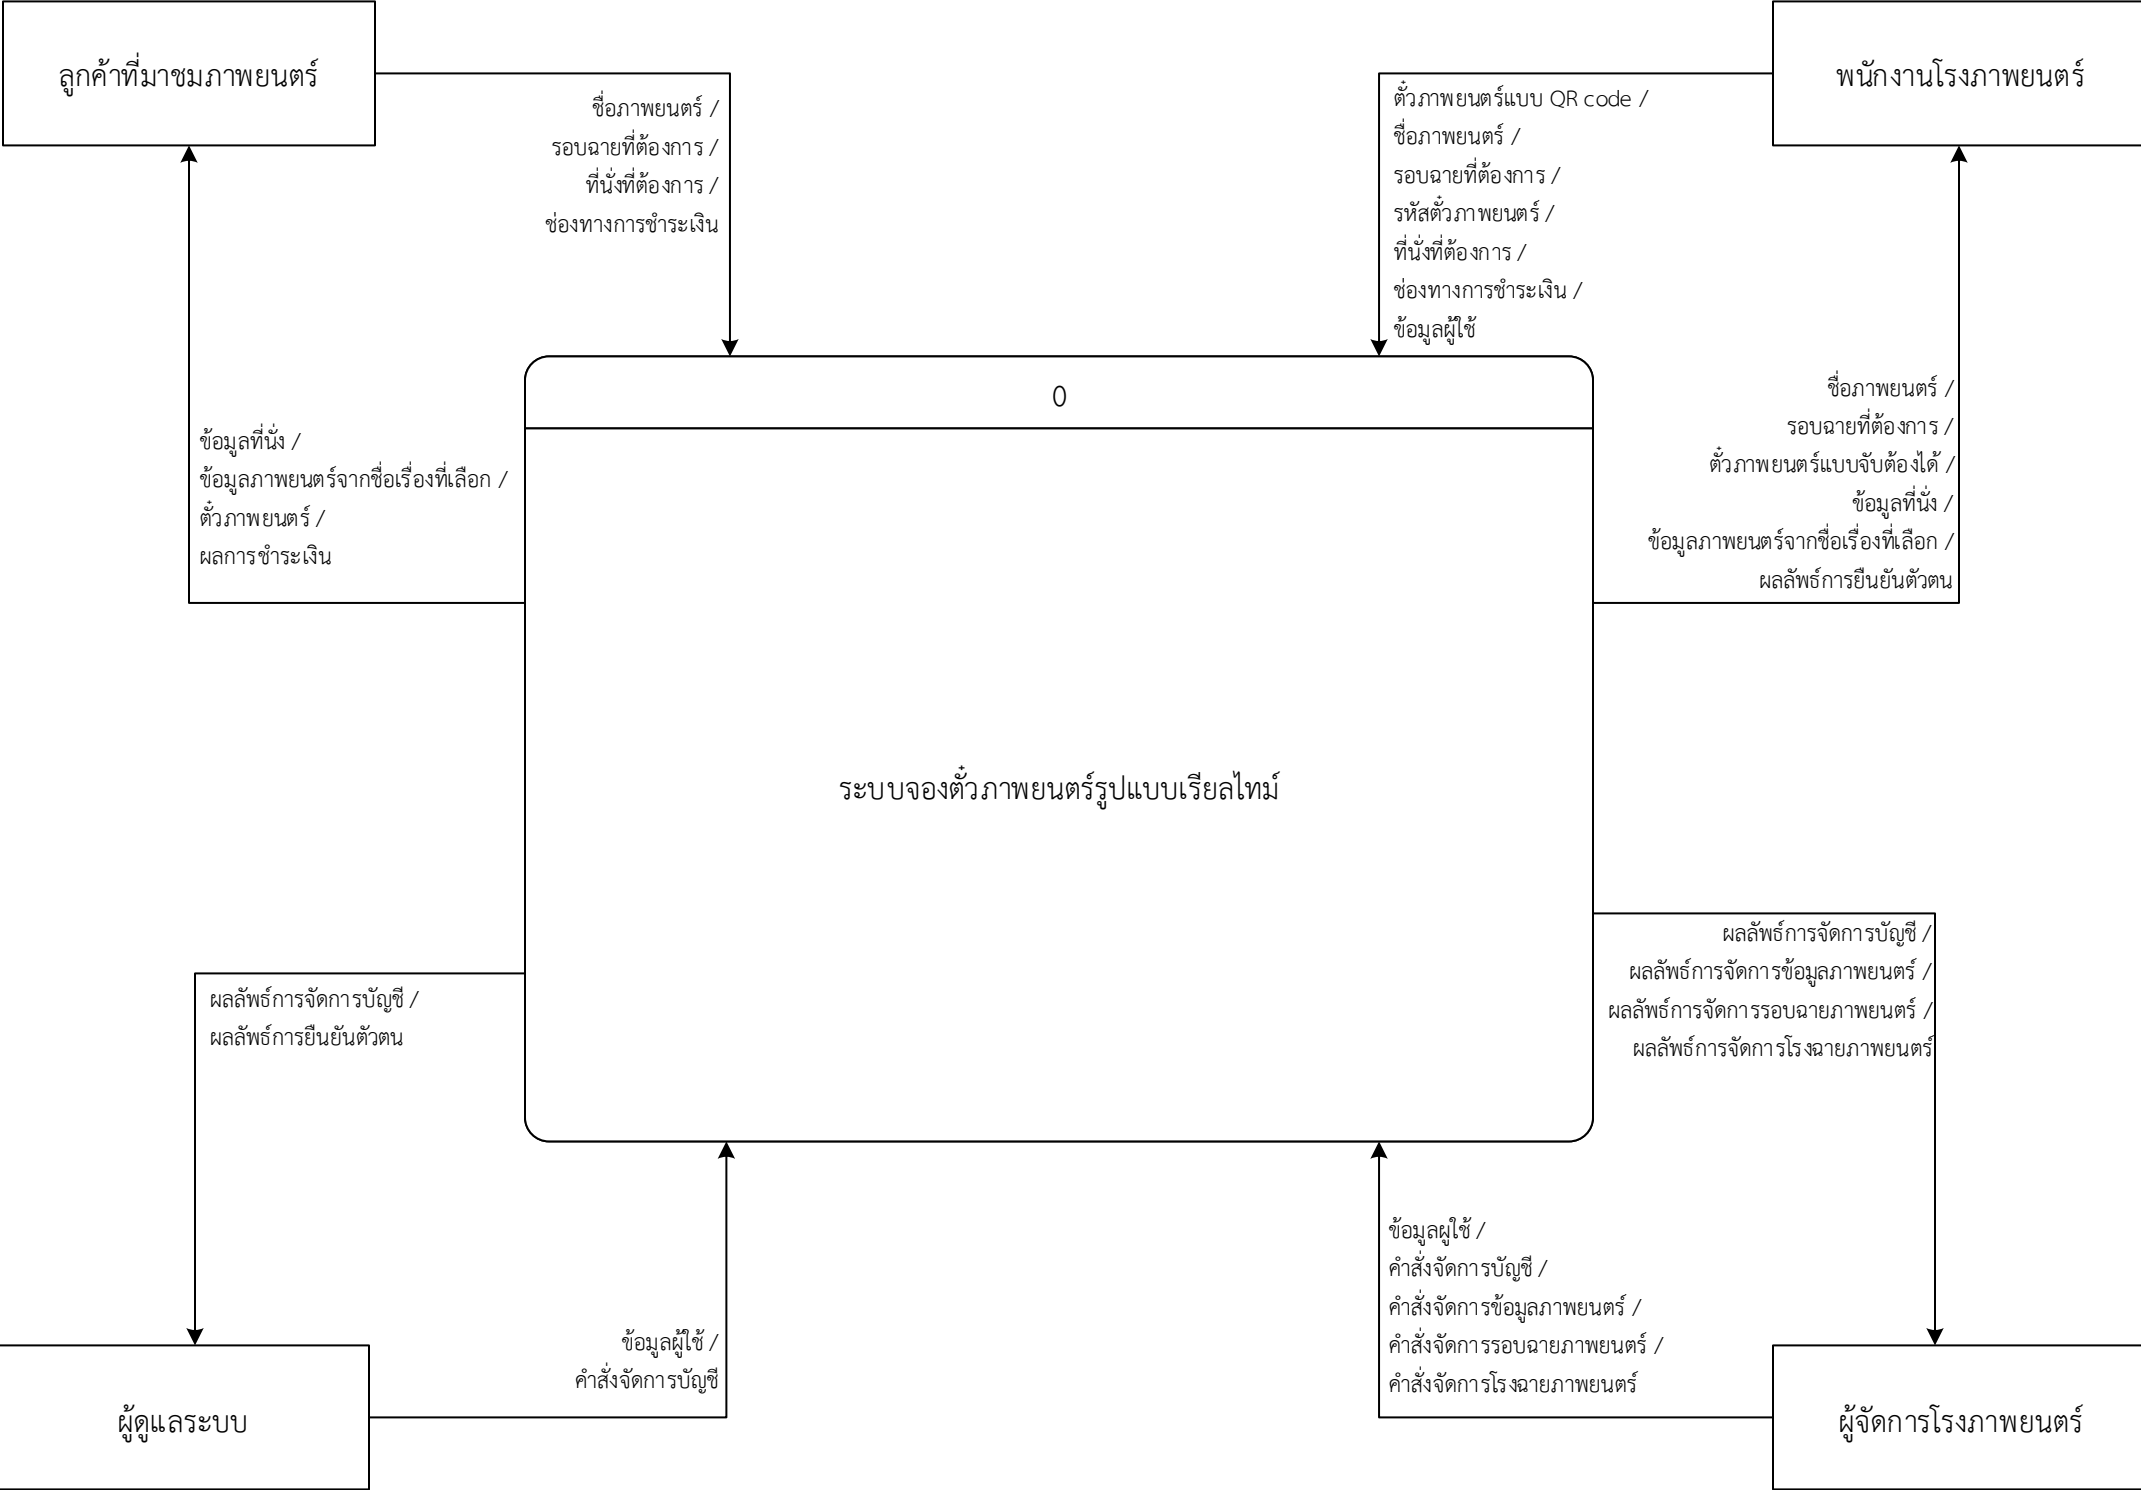 ลูกค้าที่มาชมภาพยนตร์
พนักงานโรงภาพยนตร์
ชื่อภาพยนตร์ /
รอบฉายที่ต้องการ /
ที่นั่งที่ต้องการ /
ช่องทางการชำระเงิน
ตั๋วภาพยนตร์แบบ QR code /
ชื่อภาพยนตร์ /
รอบฉายที่ต้องการ /
รหัสตั๋วภาพยนตร์ /
ที่นั่งที่ต้องการ /
ช่องทางการชำระเงิน /
ข้อมูลผู้ใช้
0
ข้อมูลที่นั่ง /
ข้อมูลภาพยนตร์จากชื่อเรื่องที่เลือก /
ตั๋วภาพยนตร์ /
ผลการชำระเงิน
ชื่อภาพยนตร์ /
รอบฉายที่ต้องการ /
ตั๋วภาพยนตร์แบบจับต้องได้ /
ข้อมูลที่นั่ง /
ข้อมูลภาพยนตร์จากชื่อเรื่องที่เลือก /
ผลลัพธ์การยืนยันตัวตน
ระบบจองตั๋วภาพยนตร์รูปแบบเรียลไทม์
ผลลัพธ์การจัดการบัญชี /
ผลลัพธ์การยืนยันตัวตน
ผลลัพธ์การจัดการบัญชี /
ผลลัพธ์การจัดการข้อมูลภาพยนตร์ /
ผลลัพธ์การจัดการรอบฉายภาพยนตร์ /
ผลลัพธ์การจัดการโรงฉายภาพยนตร์
ข้อมูลผู้ใช้ /
คำสั่งจัดการบัญชี
ข้อมูลผู้ใช้ /
คำสั่งจัดการบัญชี /
คำสั่งจัดการข้อมูลภาพยนตร์ /
คำสั่งจัดการรอบฉายภาพยนตร์ /
คำสั่งจัดการโรงฉายภาพยนตร์
ผู้ดูแลระบบ
ผู้จัดการโรงภาพยนตร์